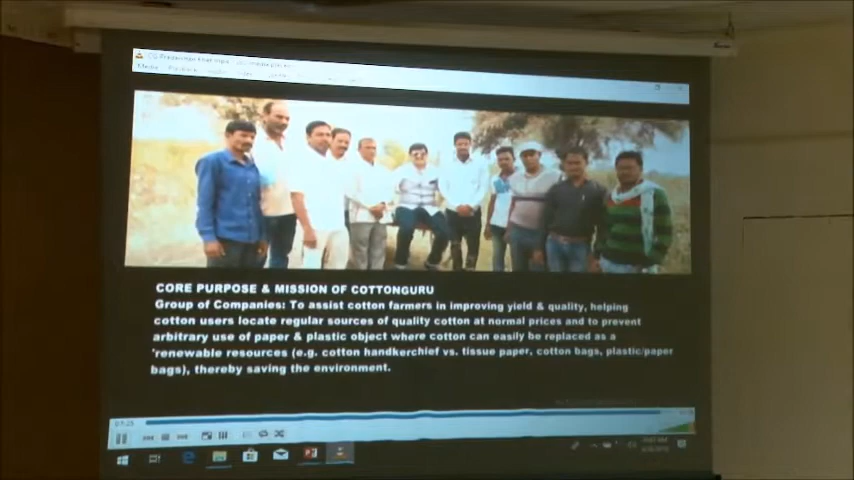 Media Playback
CORE PURPOSE & MISSION OF COTTONGURU
Group of Companies: To assist Cotton Farmers in improving yield & quality, helping
cotton users locate regular sources of quality cotton at normal prices and to prevent
arbitrary use of paper & plastic object where cotton can easily be replaced as a
'renewable resources (e.g. cotton handkerchief vs. tissue paper, cotton bags, plastic/paper
bags), thereby saving the environment.